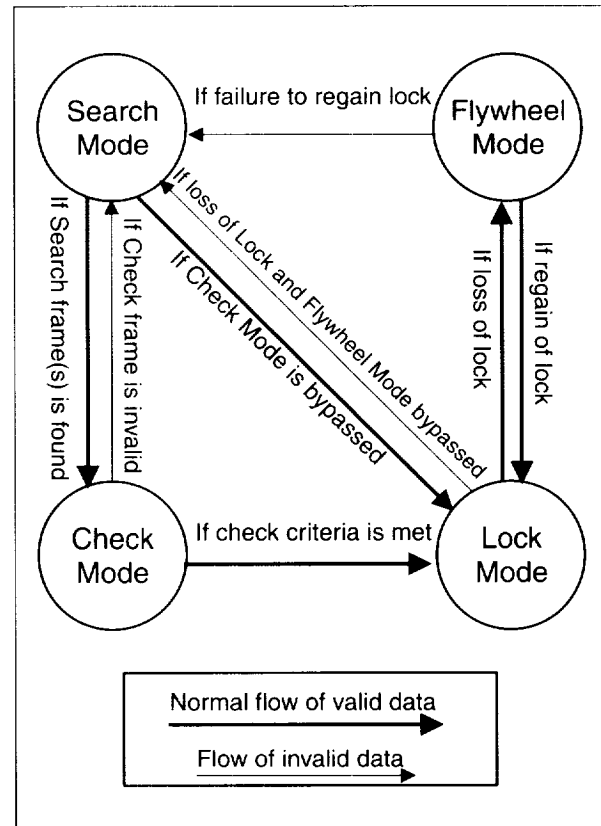 Search
Mode
If failure to regain lock
Flywheel
Mode
If Search frame(s) is found
If Check frame is invalid
If loss of Lock and Flywheel Mode bypassed
If Check Mode is bypassed
If loss of lock
If regain of lock
Check
Mode
If check criteria is met
Lock
Mode
Normal flow of valid data
Flow of invalid data